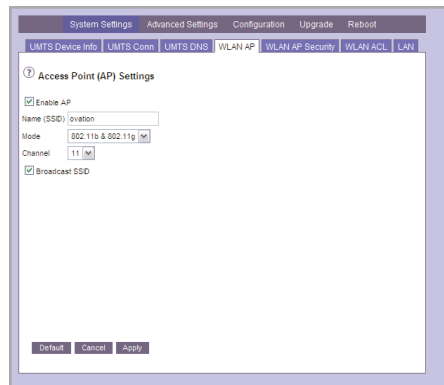 System Settings Advanced Settings Configuration Upgrade Reboot
UMTS Device Info UMTS Conn UMTS DNS WLAN AP WLAN AP Security WLAN ACL LAN
? Access Point (AP) Settings
Enable AP
Name (SSID) ovation
Mode 802.11b & 802.11g
Channel 11
Broadcast SSID
Default Cancel Apply